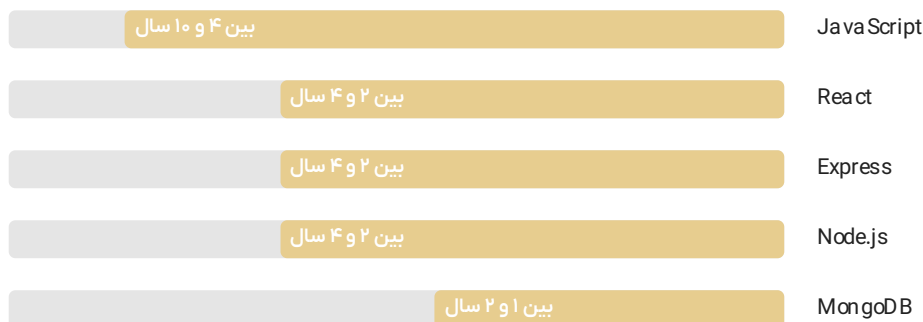 JavaScript
بین ۴ و ۱۰ سال
React
بین ۲ و ۴ سال
Express
بین ۲ و ۴ سال
Node.js
بین ۲ و ۴ سال
MongoDB
بین ۱ و ۲ سال